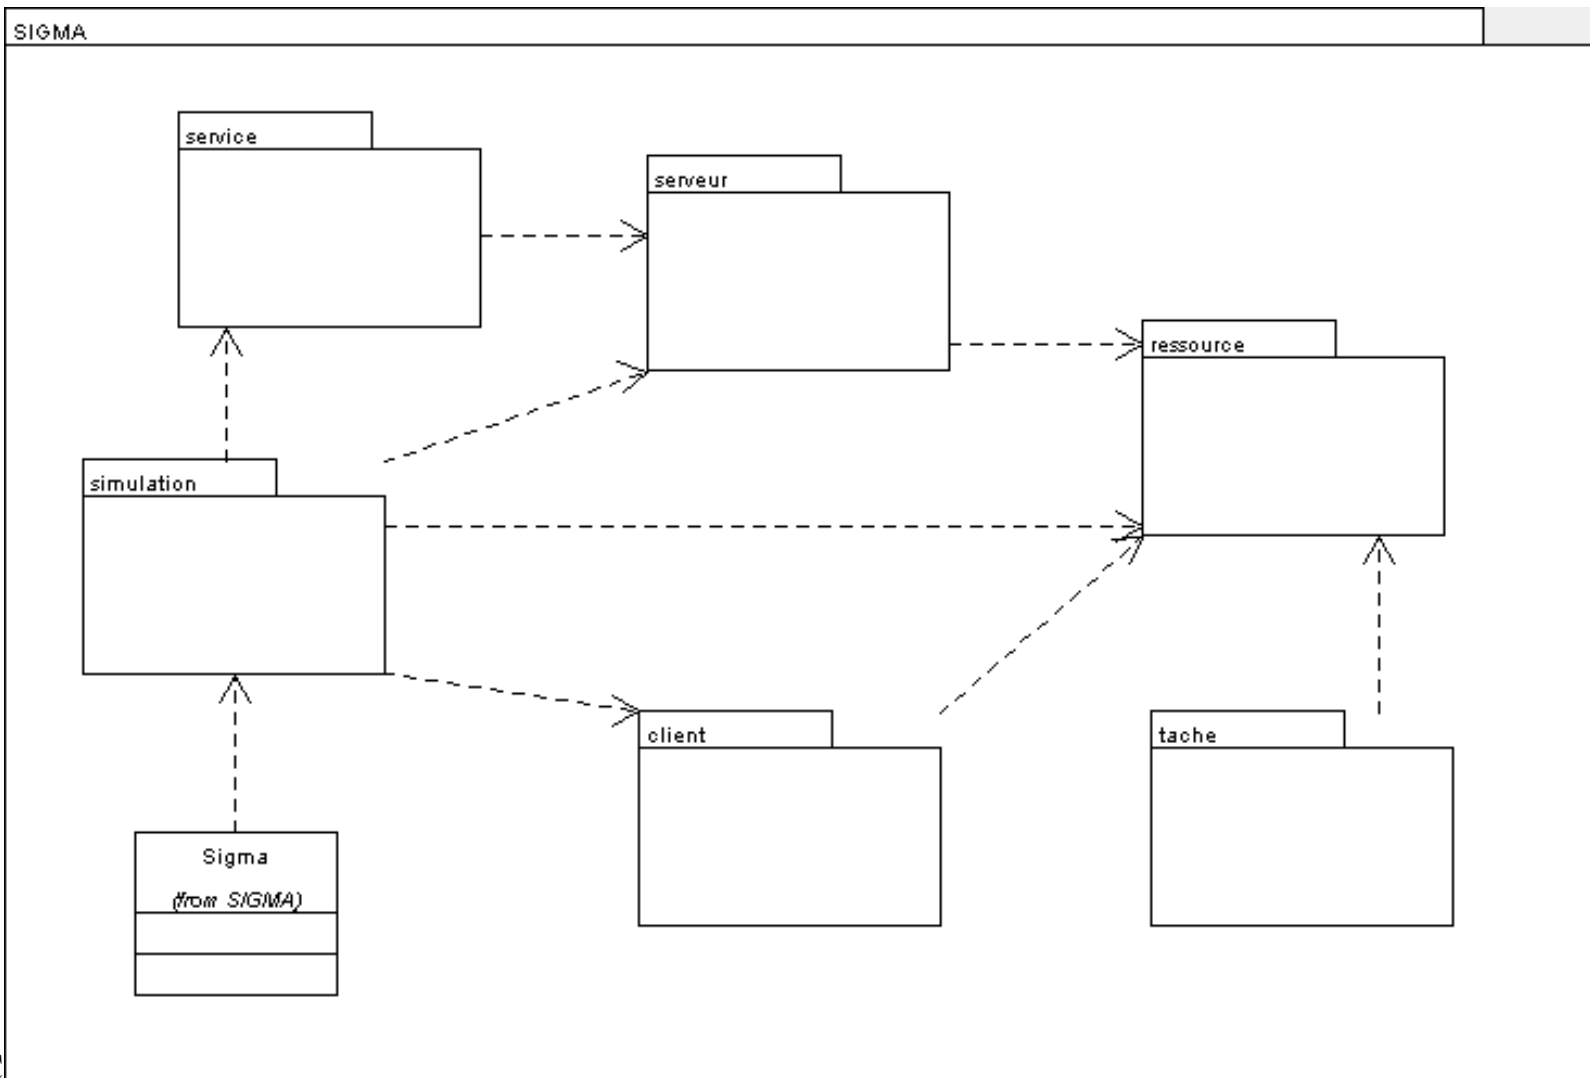 SIGMA
service
serveur
ressource
simulation
client
tache
Sigma
(from SIGMA)